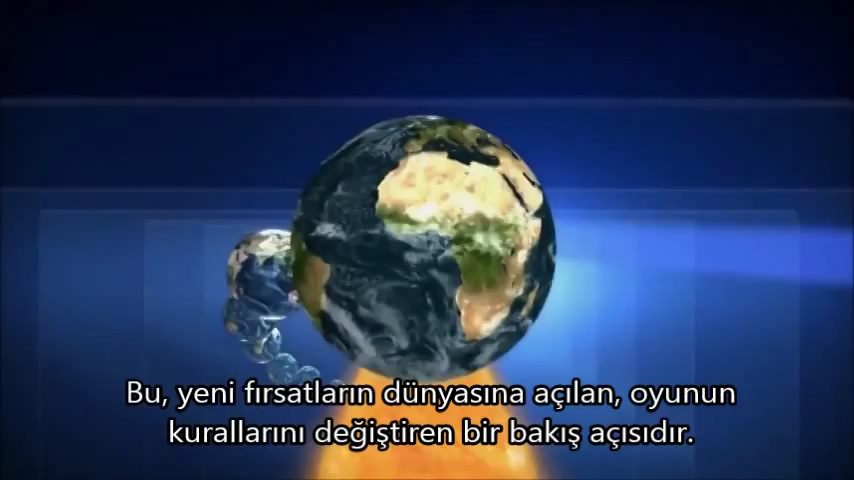 Bu, yeni fırsatların dünyasına açılan, oyunun
kurallarını değiştiren bir bakış açısıdır.